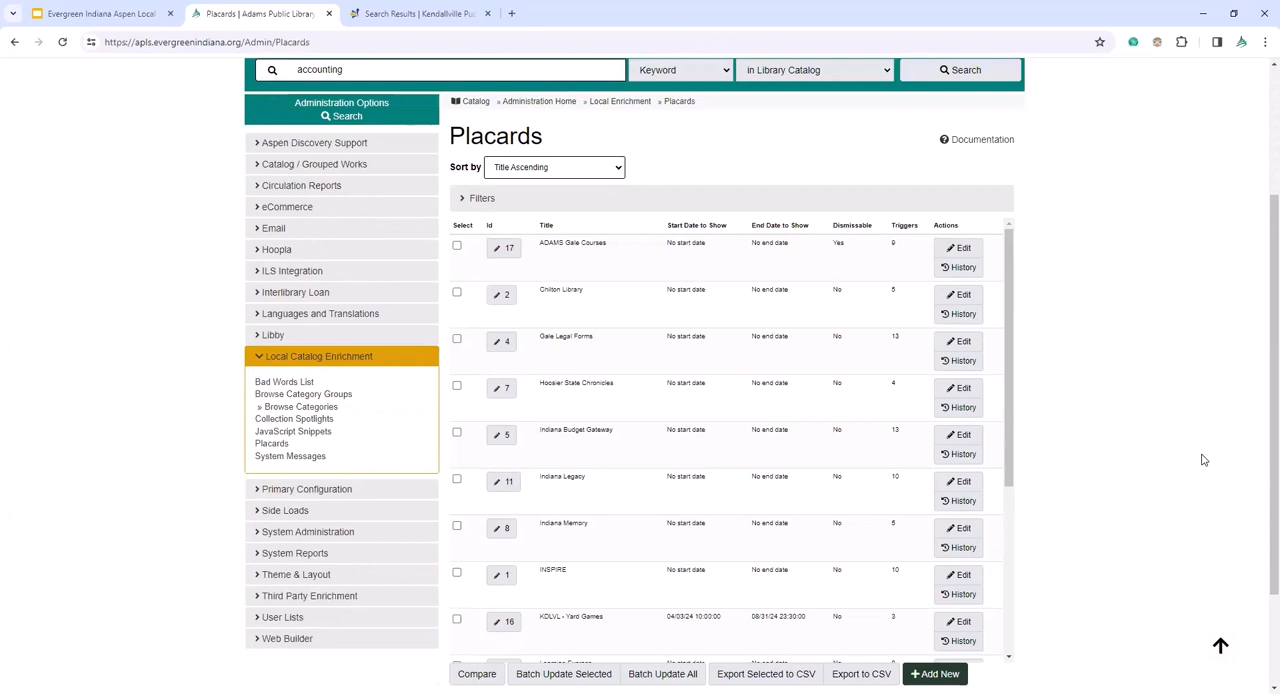 Evergreen Indiana Aspen Local
Placards | Adams Public Library
Search Results | Kendallville Pu
https://apls.evergreenindiana.org/Admin/Placards
accounting
Keyword
in Library Catalog
Search
Administration Options
Search
Catalog » Administration Home » Local Enrichment » Placards
Placards
Documentation
Sort by Title Ascending
Filters
Aspen Discovery Support
Catalog / Grouped Works
Circulation Reports
eCommerce
Email
Hoopla
ILS Integration
Interlibrary Loan
Languages and Translations
Libby
Local Catalog Enrichment
Bad Words List
Browse Category Groups
» Browse Categories
Collection Spotlights
JavaScript Snippets
Placards
System Messages
Primary Configuration
Side Loads
System Administration
System Reports
Theme & Layout
Third Party Enrichment
User Lists
Web Builder
Select Id Title Start Date to Show End Date to Show Dismissable Triggers Actions
17 ADAMS Gale Courses No start date No end date Yes 9 Edit
History
2 Chilton Library No start date No end date No 5 Edit
History
4 Gale Legal Forms No start date No end date No 13 Edit
History
7 Hoosier State Chronicles No start date No end date No 4 Edit
History
5 Indiana Budget Gateway No start date No end date No 13 Edit
History
11 Indiana Legacy No start date No end date No 10 Edit
History
8 Indiana Memory No start date No end date No 5 Edit
History
1 INSPIRE No start date No end date No 10 Edit
History
16 KDLVL - Yard Games 04/03/24 10:00:00 08/31/24 23:30:00 No 3 Edit
History
Compare
Batch Update Selected
Batch Update All
Export Selected to CSV
Export to CSV
Add New